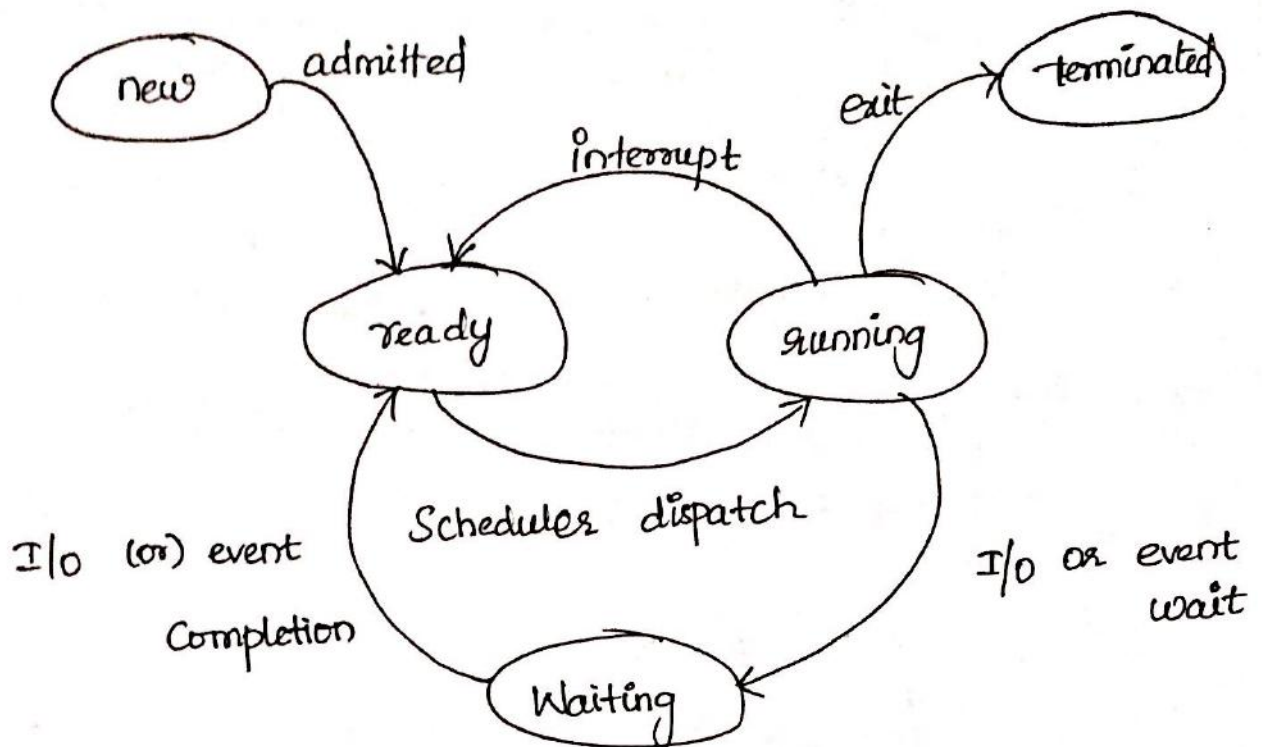 new
admitted
terminated
exit
interrupt
ready
running
Scheduler dispatch
I/O (or) event
Completion
I/O or event
wait
Waiting